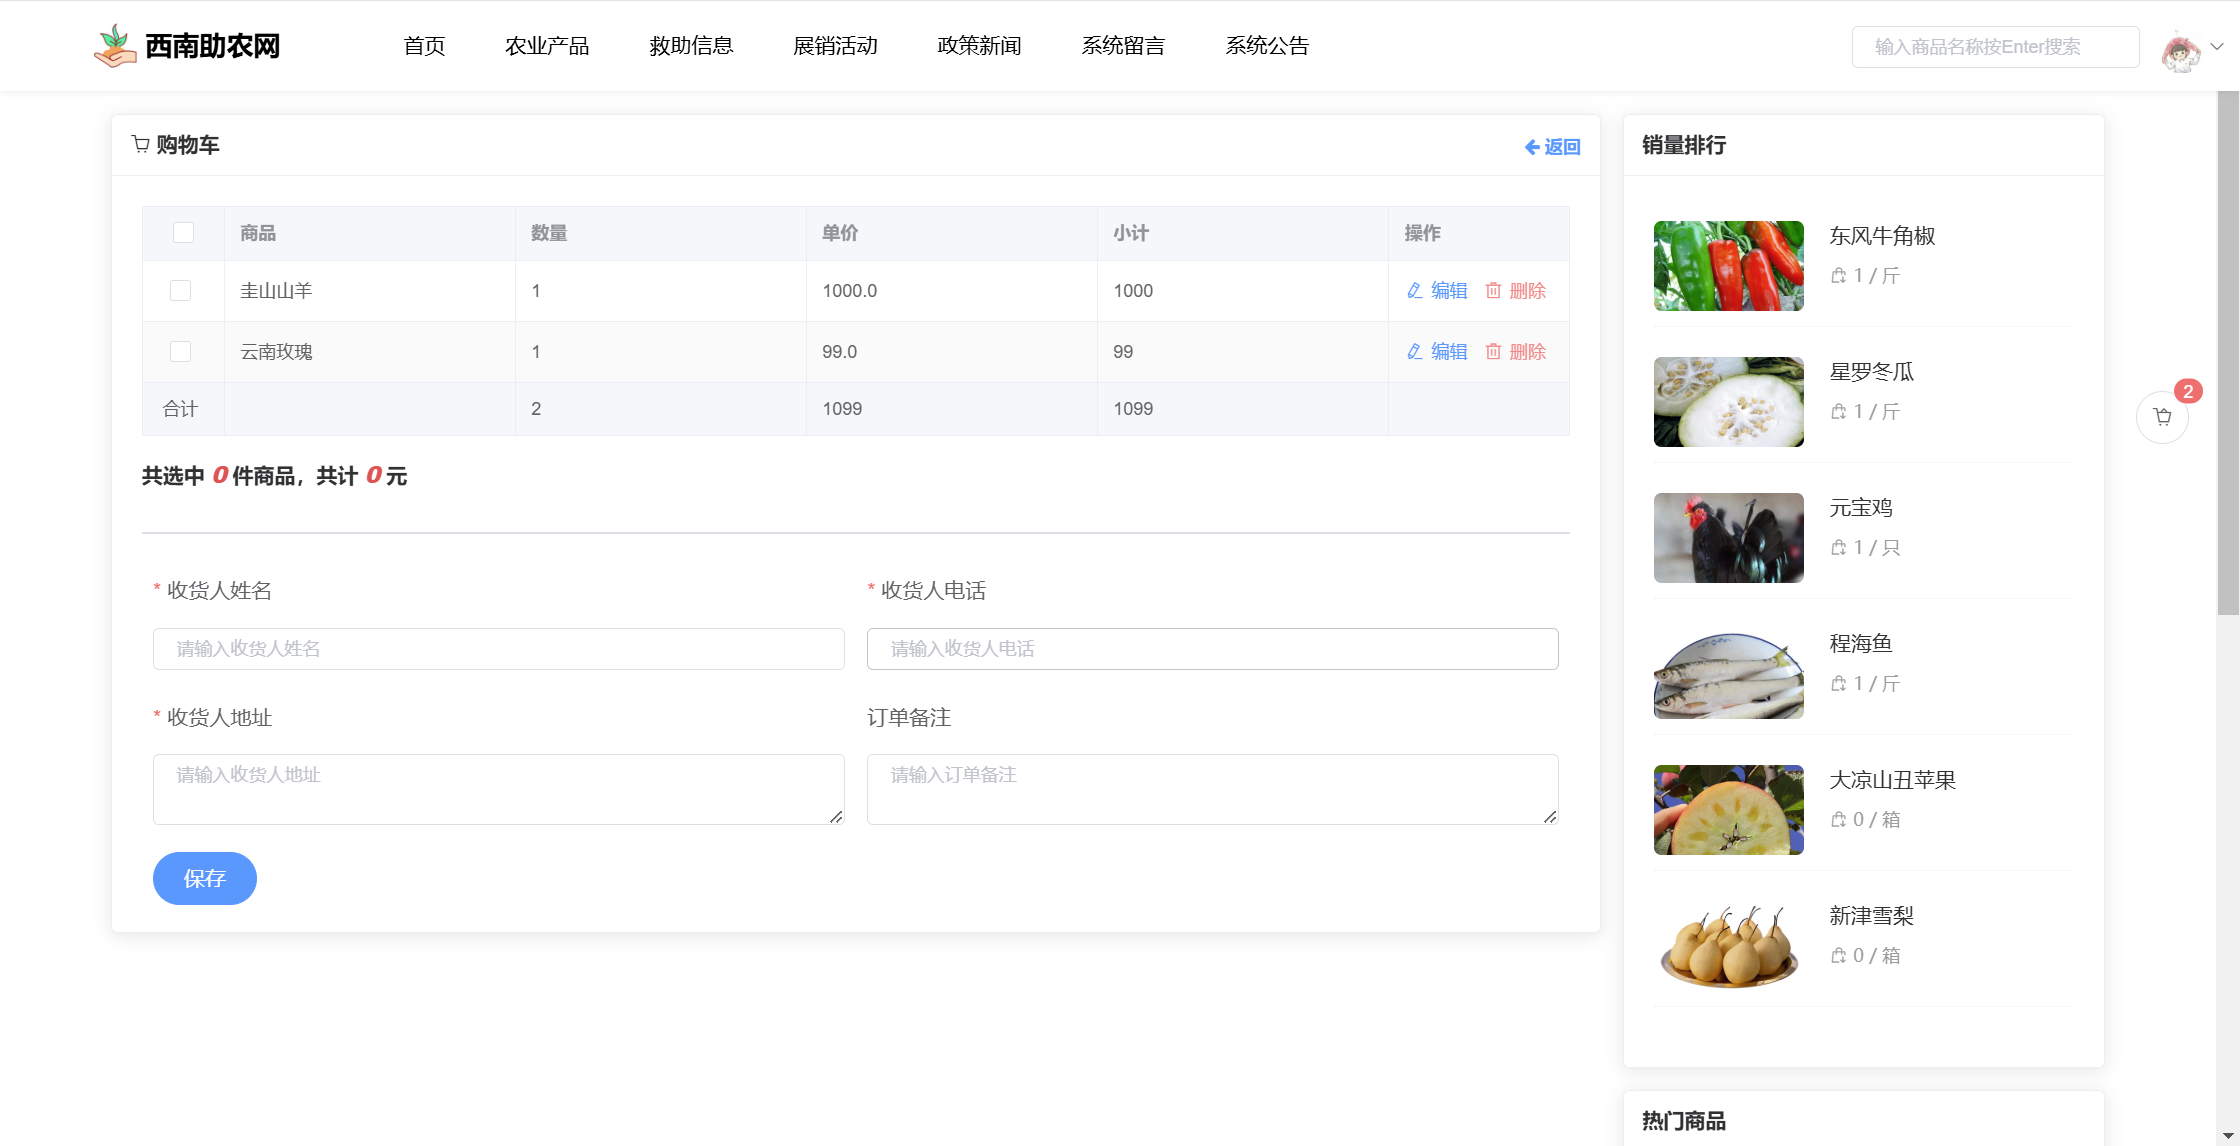 西南助农网
首页 农业产品 救助信息 展销活动 政策新闻 系统留言 系统公告
输入商品名称按Enter搜索
购物车
返回
商品 数量 单价 小计 操作
圭山山羊 1 1000.0 1000 编辑 删除
云南玫瑰 1 99.0 99 编辑 删除
合计 2 1099 1099
共选中 0 件商品，共计 0 元
* 收货人姓名
请输入收货人姓名
* 收货人电话
请输入收货人电话
* 收货人地址
请输入收货人地址
订单备注
请输入订单备注
保存
销量排行
东风牛角椒
1 / 斤
星罗冬瓜
1 / 斤
元宝鸡
1 / 只
程海鱼
1 / 斤
大凉山丑苹果
0 / 箱
新津雪梨
0 / 箱
2
热门商品